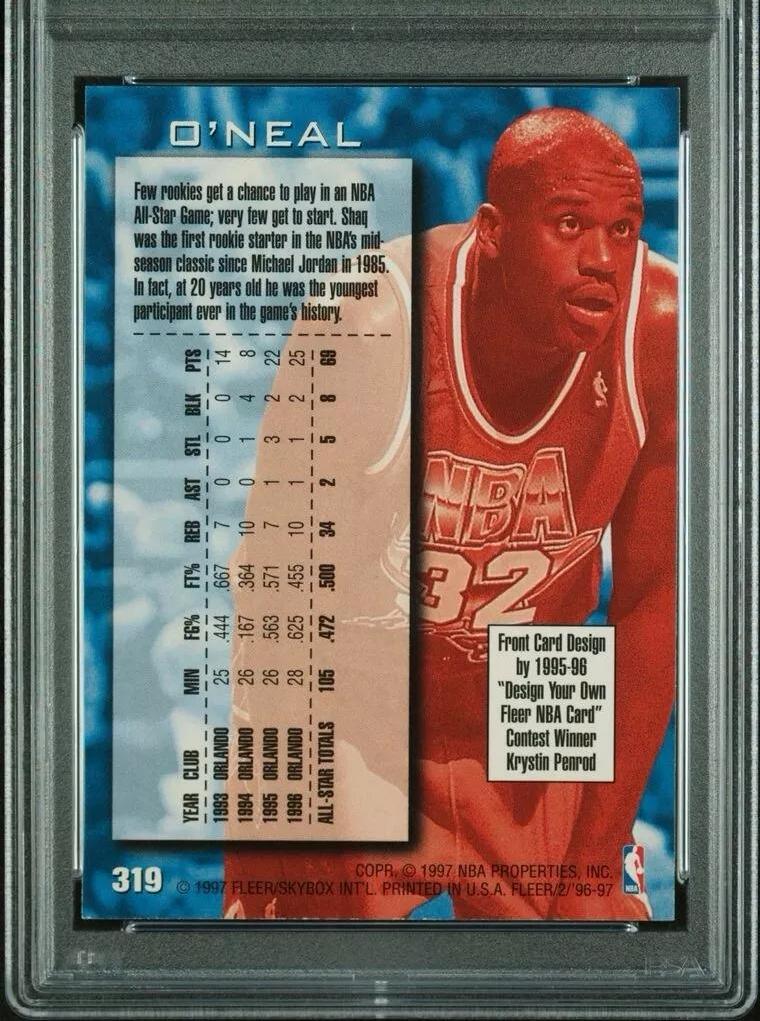 O'NEAL
Few rookies get a chance to play in an NBA
All-Star Game; very few get to start. Shaq
was the first rookie starter in the NBA's mid-
season classic since Michael Jordan in 1985.
In fact, at 20 years old he was the youngest
participant ever in the game's history.
YEAR CLUB MIN FG% FT% REB AST STL BLK PTS
1993 ORLANDO 25 .444 .667 7 0 0 0 14
1994 ORLANDO 26 .167 .364 10 0 1 4 8
1995 ORLANDO 26 .563 .571 7 1 3 2 22
1996 ORLANDO 28 .625 .455 10 1 1 2 25
ALL-STAR TOTALS 105 .472 .500 34 2 5 8 69
NBA
32
Front Card Design
by 1995-96
"Design Your Own
Fleer NBA Card"
Contest Winner
Krystin Penrod
319
COPR. © 1997 NBA PROPERTIES, INC.
© 1997 FLEER/SKYBOX INT'L. PRINTED IN U.S.A. FLEER/2/'96-97
NBA
PSA